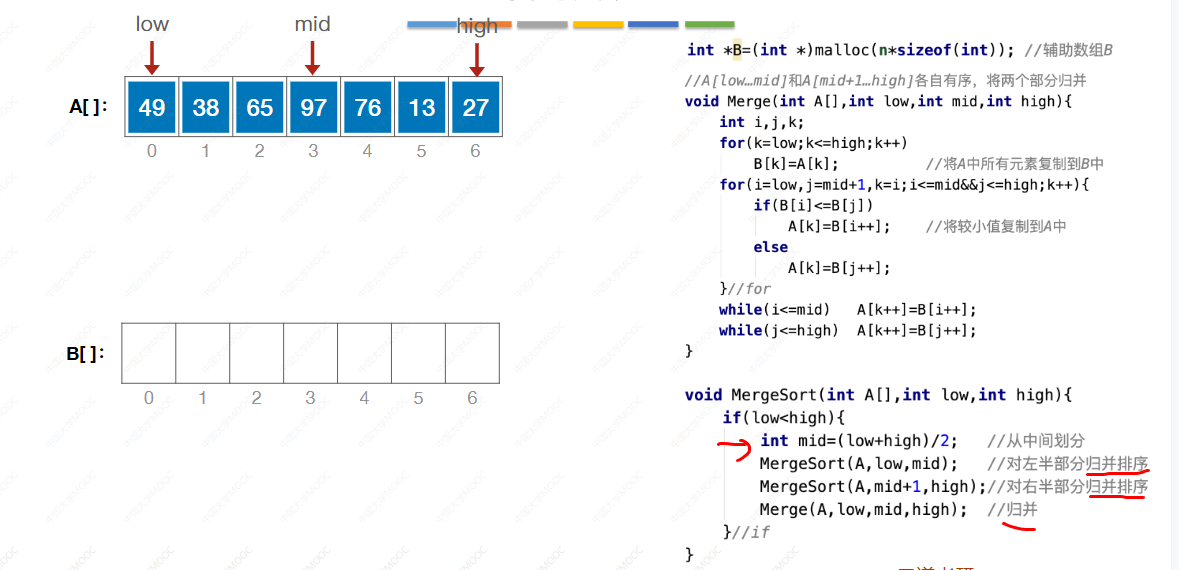 low mid high
A[ ]: 49 38 65 97 76 13 27
0 1 2 3 4 5 6
B[ ]:
0 1 2 3 4 5 6
int *B=(int *)malloc(n*sizeof(int)); //辅助数组B
//A[low…mid]和A[mid+1…high]各自有序，将两个部分归并
void Merge(int A[],int low,int mid,int high){
int i,j,k;
for(k=low;k<=high;k++)
B[k]=A[k]; //将A中所有元素复制到B中
for(i=low,j=mid+1,k=i;i<=mid&&j<=high;k++){
if(B[i]<=B[j])
A[k]=B[i++]; //将较小值复制到A中
else
A[k]=B[j++];
}//for
while(i<=mid) A[k++]=B[i++];
while(j<=high) A[k++]=B[j++];
}
void MergeSort(int A[],int low,int high){
if(low<high){
int mid=(low+high)/2; //从中间划分
MergeSort(A,low,mid); //对左半部分归并排序
MergeSort(A,mid+1,high);//对右半部分归并排序
Merge(A,low,mid,high); //归并
}//if
}